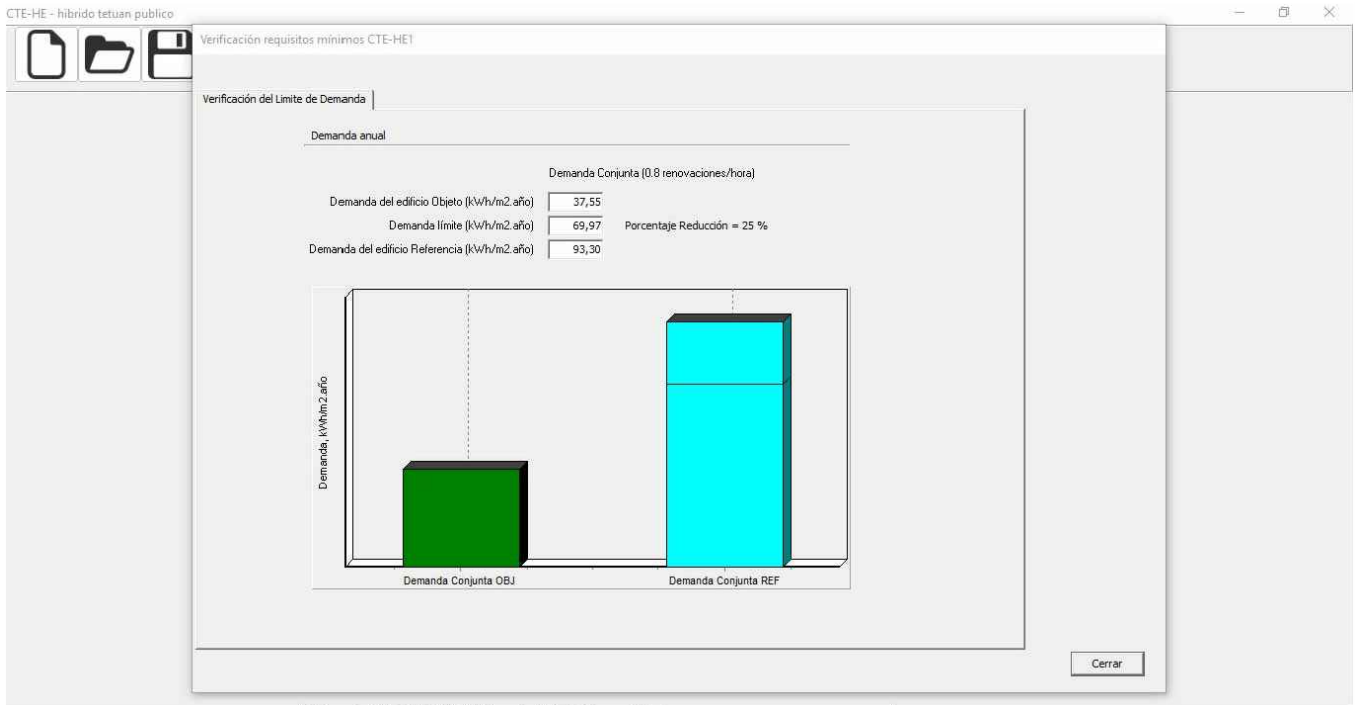 CTE-HE - hibrido tetuan publico
Verificación requisitos mínimos CTE-HE1
Verificación del Limite de Demanda
Demanda anual
Demanda Conjunta (0.8 renovaciones/hora)
Demanda del edificio Objeto (kWh/m2.año) 37,55
Demanda límite (kWh/m2.año) 69,97 Porcentaje Reducción = 25 %
Demanda del edificio Referencia (kWh/m2.año) 93,30
Demanda, kWh/m2.año
Demanda Conjunta OBJ Demanda Conjunta REF
Cerrar